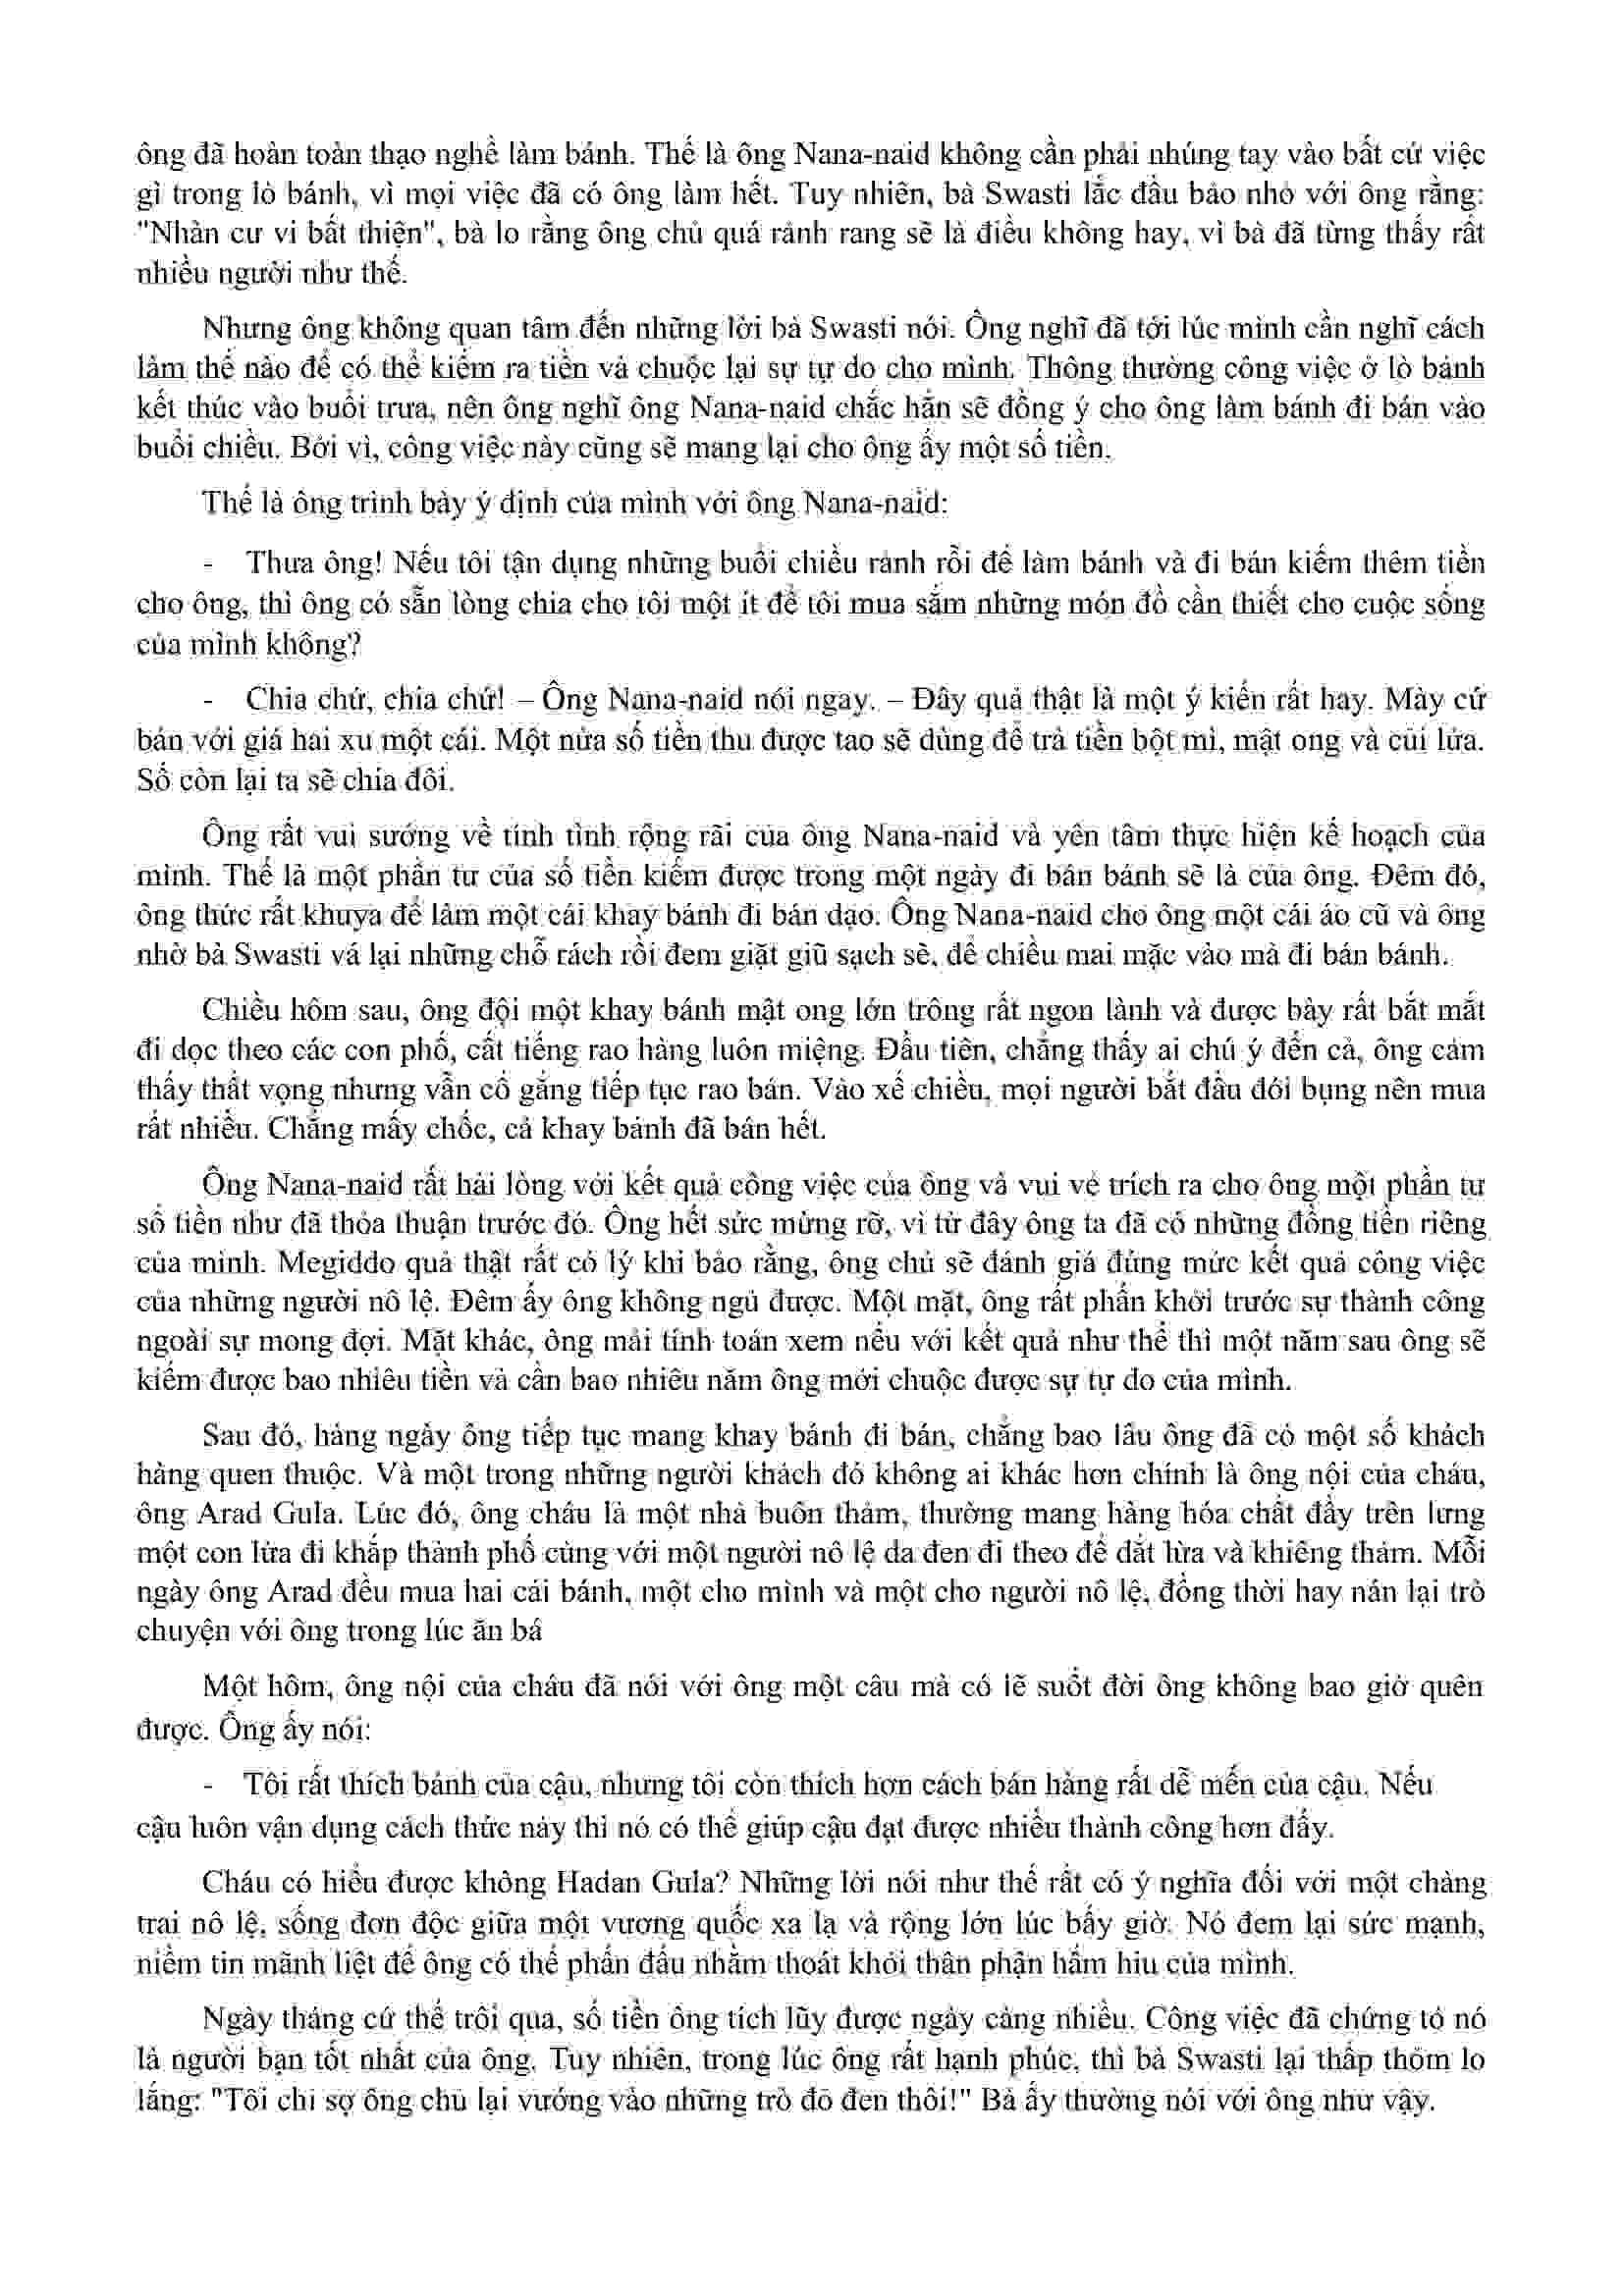 ông đã hoàn toàn thạo nghề làm bánh. Thế là ông Nana-naid không cần phải nhúng tay vào bất cứ việc
gì trong lò bánh, vì mọi việc đã có ông làm hết. Tuy nhiên, bà Swasti lắc đầu bảo nhỏ với ông rằng:
"Nhàn cư vi bất thiện", bà lo rằng ông chủ quá rảnh rang sẽ là điều không hay, vì bà đã từng thấy rất
nhiều người như thế.
Nhưng ông không quan tâm đến những lời bà Swasti nói. Ông nghĩ đã tới lúc mình cần nghĩ cách
làm thế nào để có thể kiếm ra tiền và chuộc lại sự tự do cho mình. Thông thường công việc ở lò bánh
kết thúc vào buổi trưa, nên ông nghĩ ông Nana-naid chắc hẳn sẽ đồng ý cho ông làm bánh đi bán vào
buổi chiều. Bởi vì, công việc này cũng sẽ mang lại cho ông ấy một số tiền.
Thế là ông trình bày ý định của mình với ông Nana-naid:
- Thưa ông! Nếu tôi tận dụng những buổi chiều rảnh rỗi để làm bánh và đi bán kiếm thêm tiền
cho ông, thì ông có sẵn lòng chia cho tôi một ít để tôi mua sắm những món đồ cần thiết cho cuộc sống
của mình không?
- Chia chứ, chia chứ! – Ông Nana-naid nói ngay. – Đây quả thật là một ý kiến rất hay. Mày cứ
bán với giá hai xu một cái. Một nửa số tiền thu được tao sẽ dùng để trả tiền bột mì, mật ong và củi lửa.
Số còn lại ta sẽ chia đôi.
Ông rất vui sướng về tính tình rộng rãi của ông Nana-naid và yên tâm thực hiện kế hoạch của
mình. Thế là một phần tư của số tiền kiếm được trong một ngày đi bán bánh sẽ là của ông. Đêm đó,
ông thức rất khuya để làm một cái khay bánh đi bán dạo. Ông Nana-naid cho ông một cái áo cũ và ông
nhờ bà Swasti vá lại những chỗ rách rồi đem giặt giũ sạch sẽ, để chiều mai mặc vào mà đi bán bánh.
Chiều hôm sau, ông đội một khay bánh mật ong lớn trông rất ngon lành và được bày rất bắt mắt
đi dọc theo các con phố, cất tiếng rao hàng luôn miệng. Đầu tiên, chẳng thấy ai chú ý đến cả, ông cảm
thấy thất vọng nhưng vẫn cố gắng tiếp tục rao bán. Vào xế chiều, mọi người bắt đầu đói bụng nên mua
rất nhiều. Chẳng mấy chốc, cả khay bánh đã bán hết.
Ông Nana-naid rất hài lòng với kết quả công việc của ông và vui vẻ trích ra cho ông một phần tư
số tiền như đã thỏa thuận trước đó. Ông hết sức mừng rỡ, vì từ đây ông ta đã có những đồng tiền riêng
của mình. Megiddo quả thật rất có lý khi bảo rằng, ông chủ sẽ đánh giá đúng mức kết quả công việc
của những người nô lệ. Đêm ấy ông không ngủ được. Một mặt, ông rất phấn khởi trước sự thành công
ngoài sự mong đợi. Mặt khác, ông mải tính toán xem nếu với kết quả như thế thì một năm sau ông sẽ
kiếm được bao nhiêu tiền và cần bao nhiêu năm ông mới chuộc được sự tự do của mình.
Sau đó, hàng ngày ông tiếp tục mang khay bánh đi bán, chẳng bao lâu ông đã có một số khách
hàng quen thuộc. Và một trong những người khách đó không ai khác hơn chính là ông nội của cháu,
ông Arad Gula. Lúc đó, ông cháu là một nhà buôn thảm, thường mang hàng hóa chất đầy trên lưng
một con lừa đi khắp thành phố cùng với một người nô lệ da đen đi theo để dắt lừa và khiêng thảm. Mỗi
ngày ông Arad đều mua hai cái bánh, một cho mình và một cho người nô lệ, đồng thời hay nán lại trò
chuyện với ông trong lúc ăn bá
Một hôm, ông nội của cháu đã nói với ông một câu mà có lẽ suốt đời ông không bao giờ quên
được. Ông ấy nói:
- Tôi rất thích bánh của cậu, nhưng tôi còn thích hơn cách bán hàng rất dễ mến của cậu. Nếu
cậu luôn vận dụng cách thức này thì nó có thể giúp cậu đạt được nhiều thành công hơn đấy.
Cháu có hiểu được không Hadan Gula? Những lời nói như thế rất có ý nghĩa đối với một chàng
trai nô lệ, sống đơn độc giữa một vương quốc xa lạ và rộng lớn lúc bấy giờ. Nó đem lại sức mạnh,
niềm tin mãnh liệt để ông có thể phấn đấu nhằm thoát khỏi thân phận hẩm hiu của mình.
Ngày tháng cứ thế trôi qua, số tiền ông tích lũy được ngày càng nhiều. Công việc đã chứng tỏ nó
là người bạn tốt nhất của ông. Tuy nhiên, trong lúc ông rất hạnh phúc, thì bà Swasti lại thấp thỏm lo
lắng: "Tôi chỉ sợ ông chủ lại vướng vào những trò đỏ đen thôi!" Bà ấy thường nói với ông như vậy.